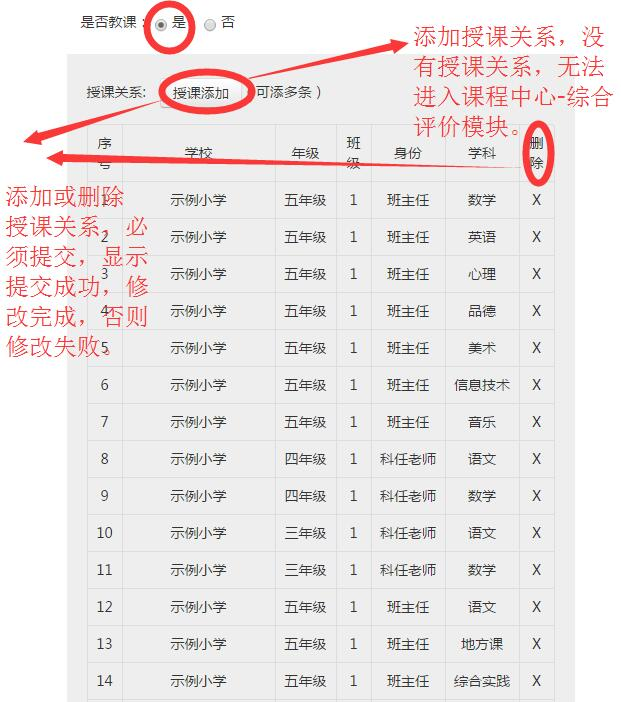 是否教课: 是 否
添加授课关系，没
有授课关系，无法
进入课程中心-综合
评价模块。
授课关系: 授课添加 可添多条 )
序号 学校 年级 班级 身份 学科 删除
添加或删除
授课关系，必
须提交，显示
提交成功，修
改完成，否则
修改失败。
1 示例小学 五年级 1 班主任 数学 X
2 示例小学 五年级 1 班主任 英语 X
3 示例小学 五年级 1 班主任 心理 X
4 示例小学 五年级 1 班主任 品德 X
5 示例小学 五年级 1 班主任 美术 X
6 示例小学 五年级 1 班主任 信息技术 X
7 示例小学 五年级 1 班主任 音乐 X
8 示例小学 四年级 1 科任老师 语文 X
9 示例小学 四年级 1 科任老师 数学 X
10 示例小学 三年级 1 科任老师 语文 X
11 示例小学 三年级 1 科任老师 数学 X
12 示例小学 五年级 1 班主任 语文 X
13 示例小学 五年级 1 班主任 地方课 X
14 示例小学 五年级 1 班主任 综合实践 X